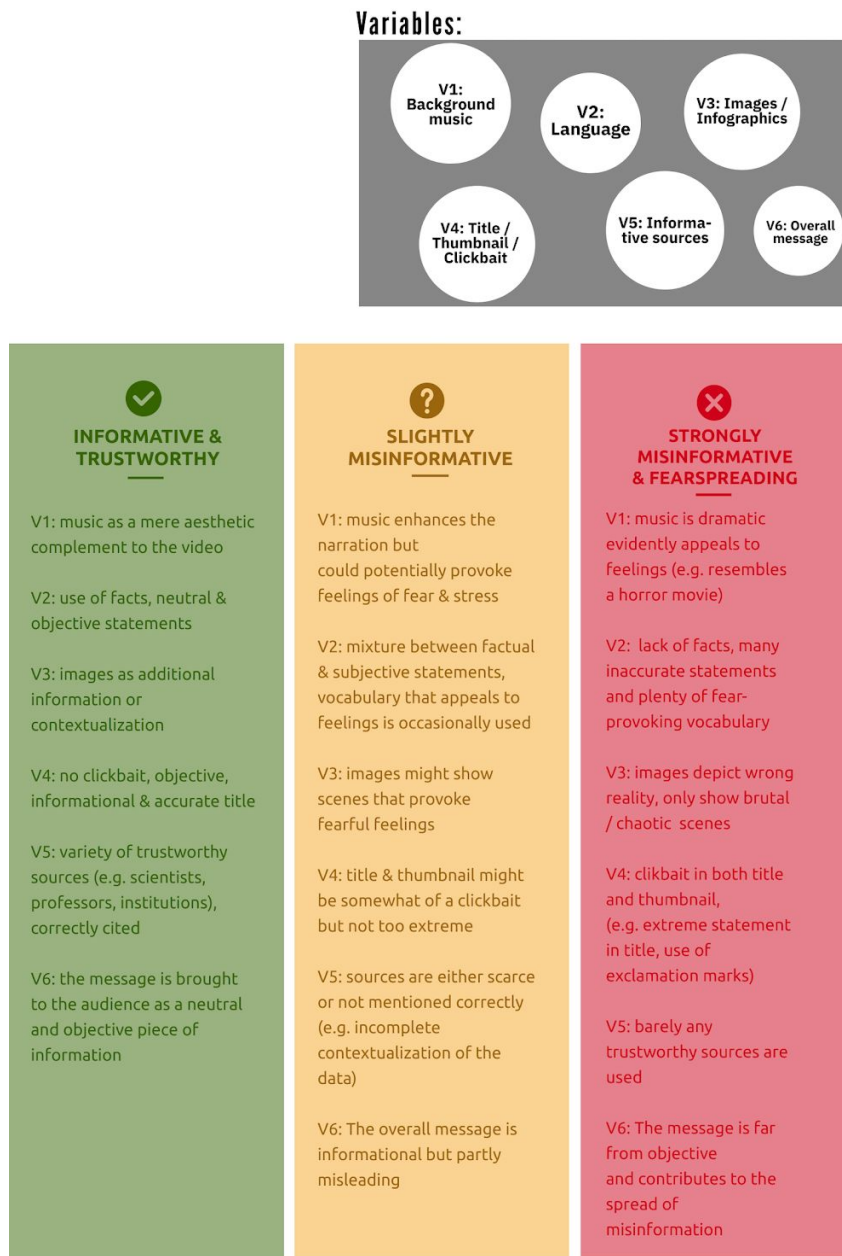 Variables:
V1:
Background
music
V2:
Language
V3: Images /
Infographics
V4: Title /
Thumbnail /
Clickbait
V5: Informa-
tive sources
V6: Overall
message
INFORMATIVE &
TRUSTWORTHY
V1: music as a mere aesthetic
complement to the video
V2: use of facts, neutral &
objective statements
V3: images as additional
information or
contextualization
V4: no clickbait, objective,
informational & accurate title
V5: variety of trustworthy
sources (e.g. scientists,
professors, institutions),
correctly cited
V6: the message is brought
to the audience as a neutral
and objective piece of
information
SLIGHTLY
MISINFORMATIVE
V1: music enhances the
narration but
could potentially provoke
feelings of fear & stress
V2: mixture between factual
& subjective statements,
vocabulary that appeals to
feelings is occasionally used
V3: images might show
scenes that provoke
fearful feelings
V4: title & thumbnail might
be somewhat of a clickbait
but not too extreme
V5: sources are either scarce
or not mentioned correctly
(e.g. incomplete
contextualization of the
data)
V6: The overall message is
informational but partly
misleading
STRONGLY
MISINFORMATIVE
& FEARSPREADING
V1: music is dramatic
evidently appeals to
feelings (e.g. resembles
a horror movie)
V2: lack of facts, many
inaccurate statements
and plenty of fear-
provoking vocabulary
V3: images depict wrong
reality, only show brutal
/ chaotic scenes
V4: clikbait in both title
and thumbnail,
(e.g. extreme statement
in title, use of
exclamation marks)
V5: barely any
trustworthy sources are
used
V6: The message is far
from objective
and contributes to the
spread of
misinformation